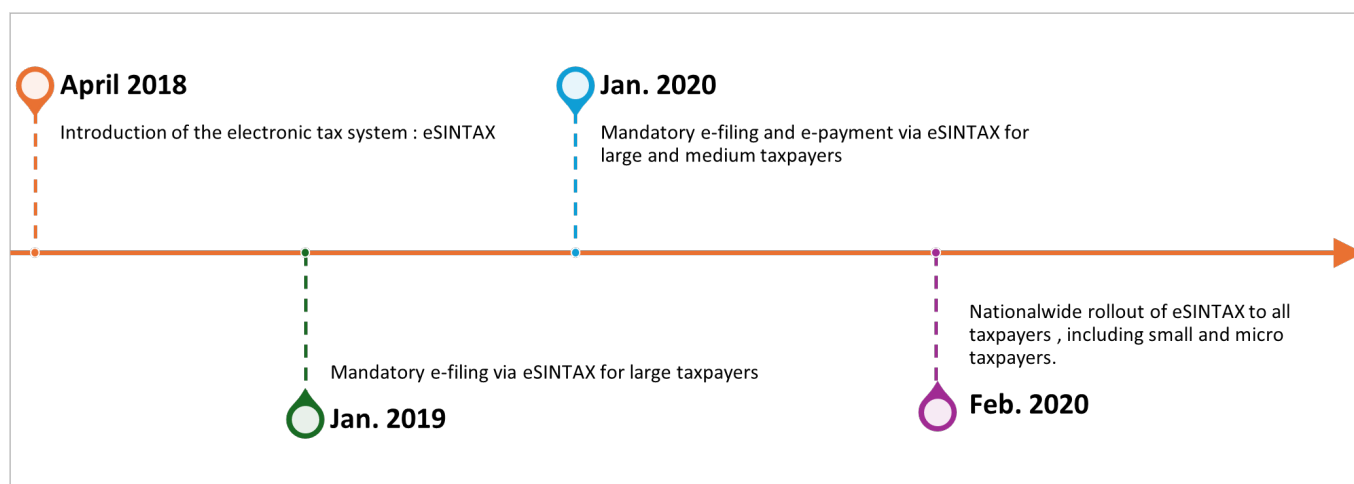 April 2018
Introduction of the electronic tax system : eSINTAX
Jan. 2020
Mandatory e-filing and e-payment via eSINTAX for
large and medium taxpayers
Mandatory e-filing via eSINTAX for large taxpayers
Jan. 2019
Nationalwide rollout of eSINTAX to all
taxpayers , including small and micro
taxpayers.
Feb. 2020